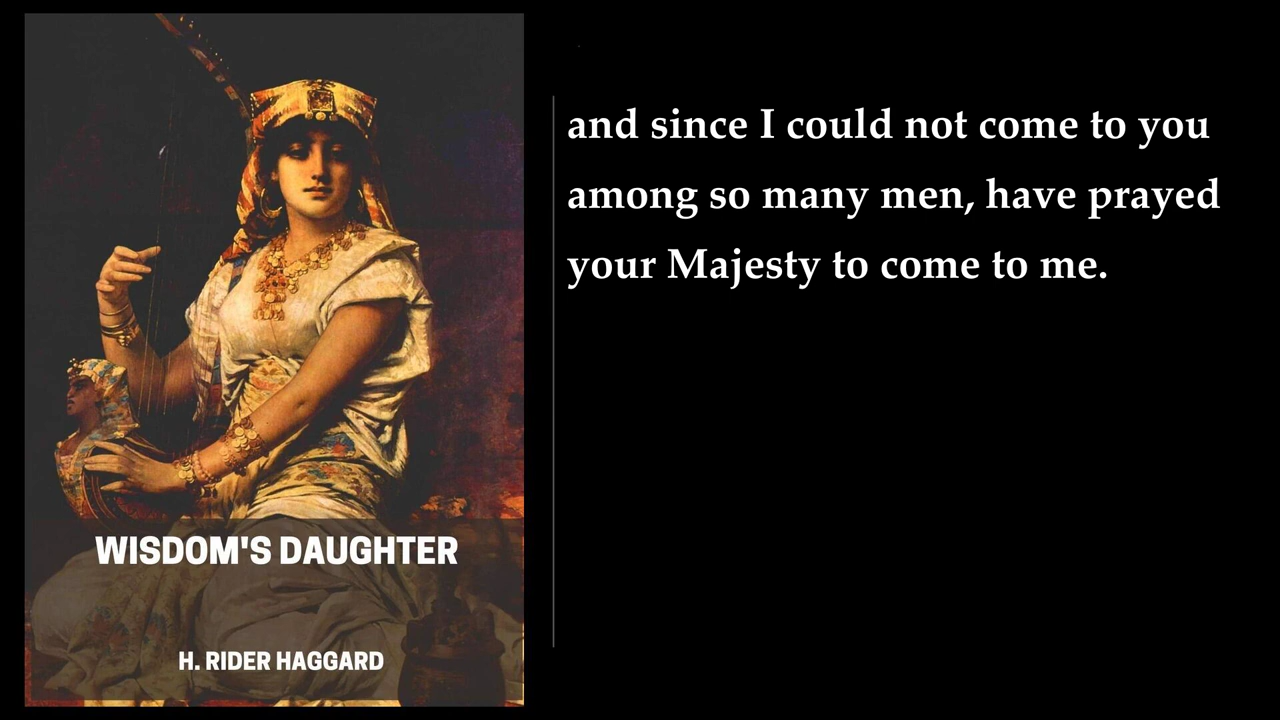 WISDOM'S DAUGHTER
H. RIDER HAGGARD
and since I could not come to you
among so many men, have prayed
your Majesty to come to me.